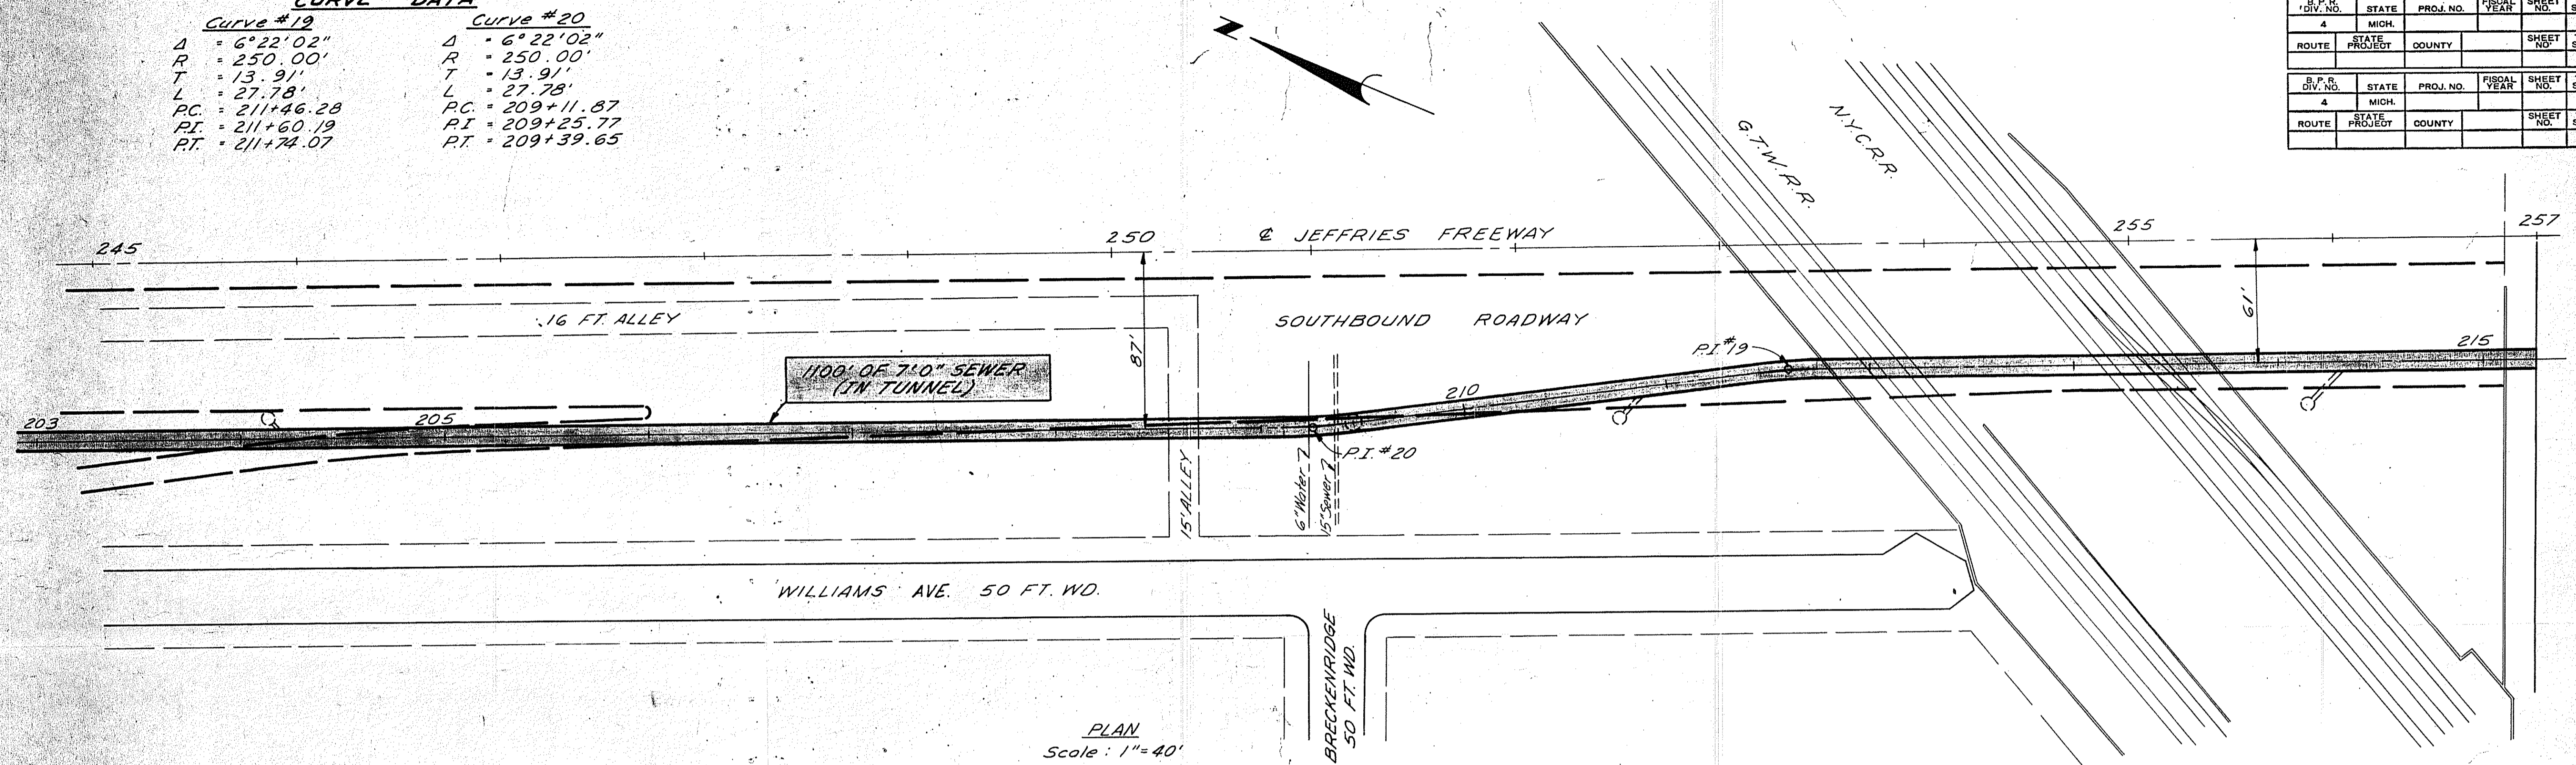 CURVE DATA
Curve #19
Δ = 6°22'02"
R = 250.00'
T = 13.91'
L = 27.78'
P.C. = 211+46.28
P.I. = 211+60.19
P.T. = 211+74.07
Curve #20
Δ = 6°22'02"
R = 250.00'
T = 13.91'
L = 27.78'
P.C. = 209+11.87
P.I = 209+25.77
P.T. = 209+39.65
N
B.P.R. DIV. NO. STATE PROJ. NO. FISCAL YEAR SHEET NO.
4 MICH.
ROUTE STATE PROJECT COUNTY SHEET NO.
B.P.R. DIV. NO. STATE PROJ. NO. FISCAL YEAR SHEET NO.
4 MICH.
ROUTE STATE PROJECT COUNTY SHEET NO.
G.T.W.R.R.
N.Y.C.R.R.
245
250
℄ JEFFRIES FREEWAY
255
257
16 FT. ALLEY
SOUTHBOUND ROADWAY
87'
61'
P.I. #19
1100' OF 7'0" SEWER
(IN TUNNEL)
203
205
210
215
P.I. #20
15' ALLEY
6" Water
15" Sewer
WILLIAMS AVE. 50 FT. WD.
BRECKENRIDGE
50 FT. WD.
PLAN
Scale: 1"=40'